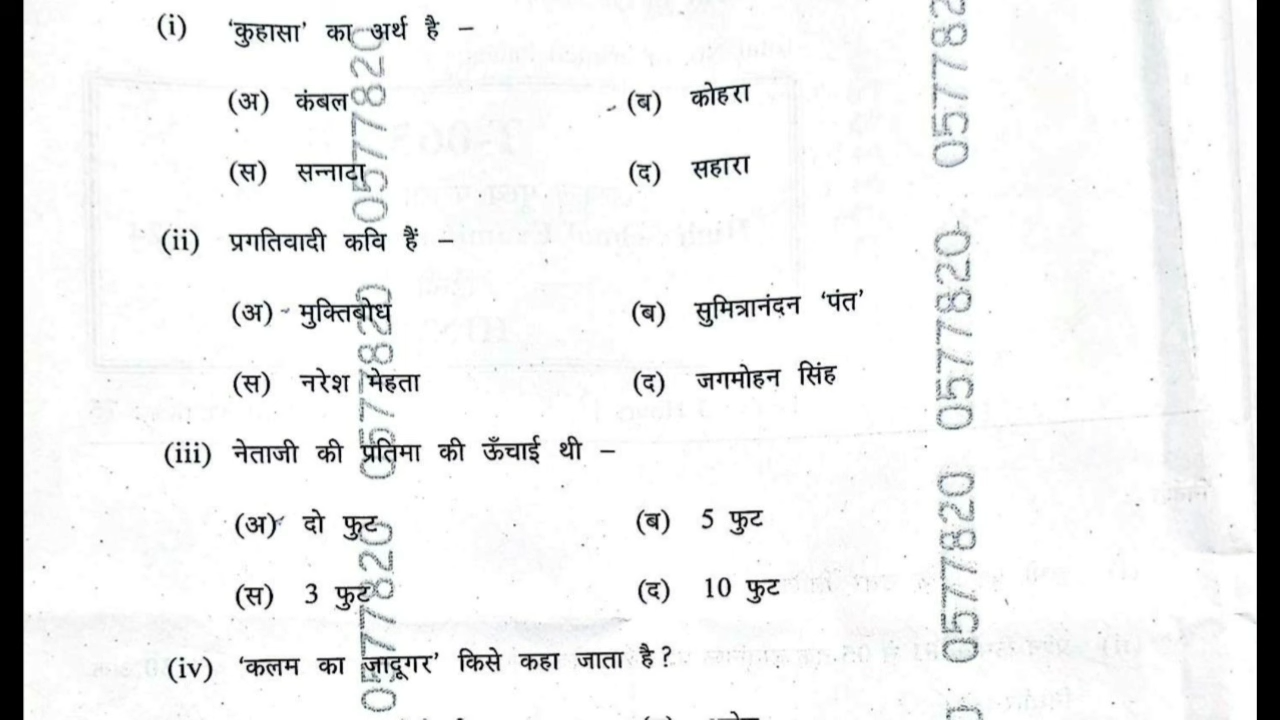 (i) ‘कुहासा’ का अर्थ है –
(अ) कंबल (ब) कोहरा
(स) सन्नाटा (द) सहारा
(ii) प्रगतिवादी कवि हैं –
(अ) मुक्तिबोध (ब) सुमित्रानंदन ‘पंत’
(स) नरेश मेहता (द) जगमोहन सिंह
(iii) नेताजी की प्रतिमा की ऊँचाई थी –
(अ) दो फुट (ब) 5 फुट
(स) 3 फुट (द) 10 फुट
(iv) ‘कलम का जादूगर’ किसे कहा जाता है ?
0577820 0577820 0577820
0577820 0577820